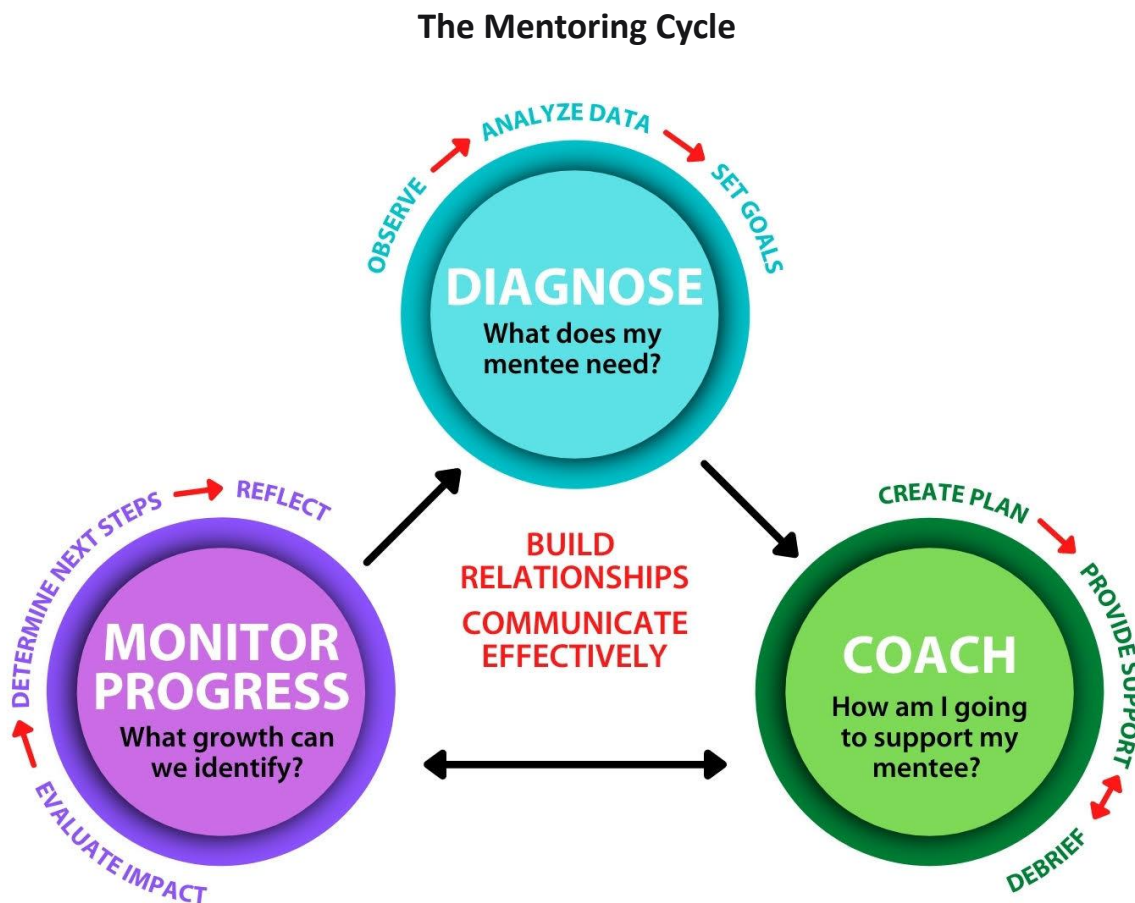 The Mentoring Cycle
OBSERVE
ANALYZE DATA
SET GOALS
DIAGNOSE
What does my
mentee need?
BUILD
RELATIONSHIPS
COMMUNICATE
EFFECTIVELY
CREATE PLAN
PROVIDE SUPPORT
DEBRIEF
COACH
How am I going
to support my
mentee?
EVALUATE IMPACT
DETERMINE NEXT STEPS
REFLECT
MONITOR
PROGRESS
What growth can
we identify?